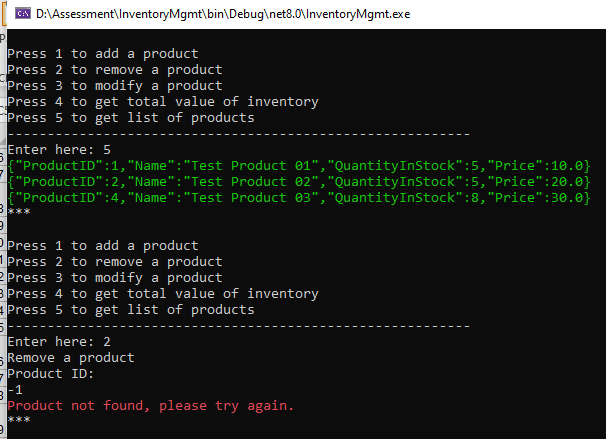 D:\Assessment\InventoryMgmt\bin\Debug\net8.0\InventoryMgmt.exe
Press 1 to add a product
Press 2 to remove a product
Press 3 to modify a product
Press 4 to get total value of inventory
Press 5 to get list of products
----------------------------------------------------------
Enter here: 5
{"ProductID":1,"Name":"Test Product 01","QuantityInStock":5,"Price":10.0}
{"ProductID":2,"Name":"Test Product 02","QuantityInStock":5,"Price":20.0}
{"ProductID":4,"Name":"Test Product 03","QuantityInStock":8,"Price":30.0}
***
Press 1 to add a product
Press 2 to remove a product
Press 3 to modify a product
Press 4 to get total value of inventory
Press 5 to get list of products
----------------------------------------------------------
Enter here: 2
Remove a product
Product ID:
-1
Product not found, please try again.
***